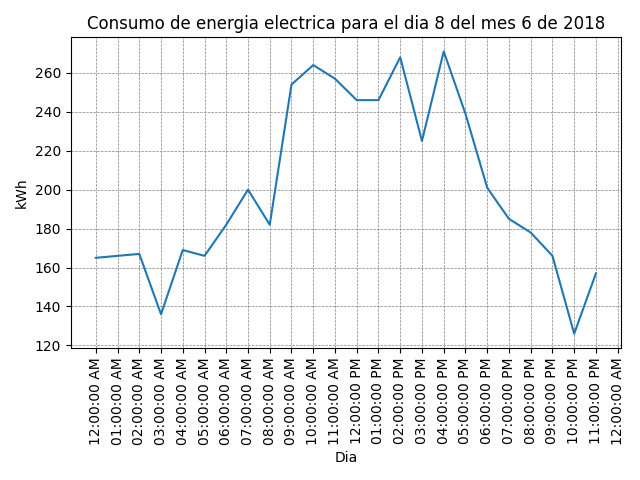 Consumo de energia electrica para el dia 8 del mes 6 de 2018
kWh
260
240
220
200
180
160
140
120
12:00:00 AM
01:00:00 AM
02:00:00 AM
03:00:00 AM
04:00:00 AM
05:00:00 AM
06:00:00 AM
07:00:00 AM
08:00:00 AM
09:00:00 AM
10:00:00 AM
11:00:00 AM
12:00:00 PM
01:00:00 PM
02:00:00 PM
03:00:00 PM
04:00:00 PM
05:00:00 PM
06:00:00 PM
07:00:00 PM
08:00:00 PM
09:00:00 PM
10:00:00 PM
11:00:00 PM
12:00:00 AM
Dia